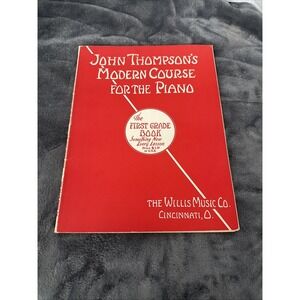 JOHN THOMPSON'S
MODERN COURSE
FOR THE PIANO
The
FIRST GRADE
BOOK
Something New
Every Lesson
THE WILLIS MUSIC CO.
CINCINNATI, O.